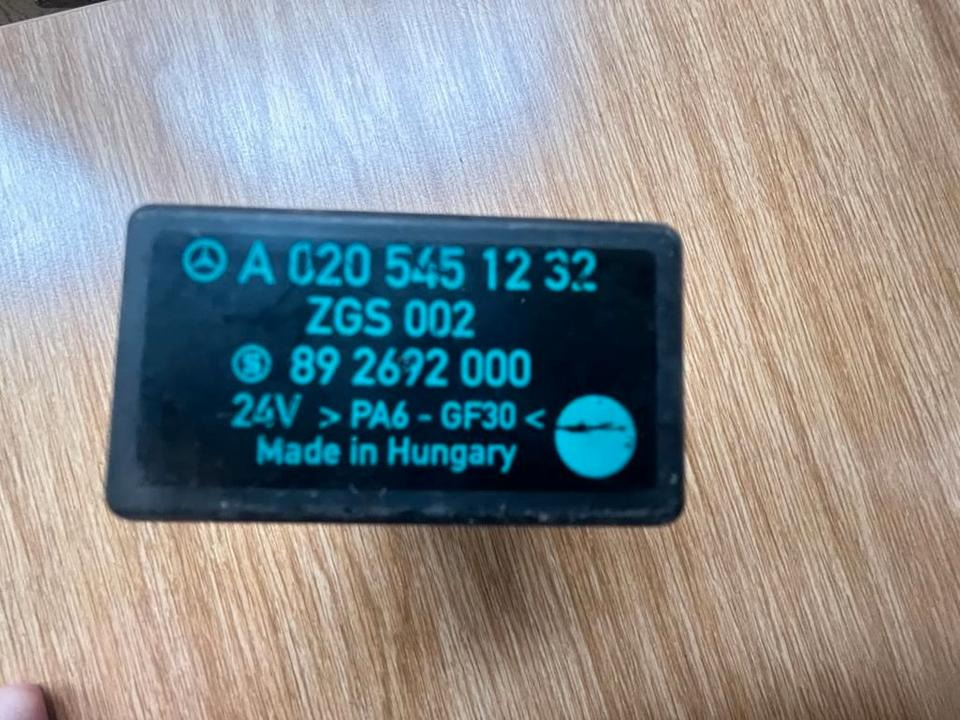 A 020 545 12 32
ZGS 002
S 89 2692 000
24V >PA6 - GF30<
Made in Hungary